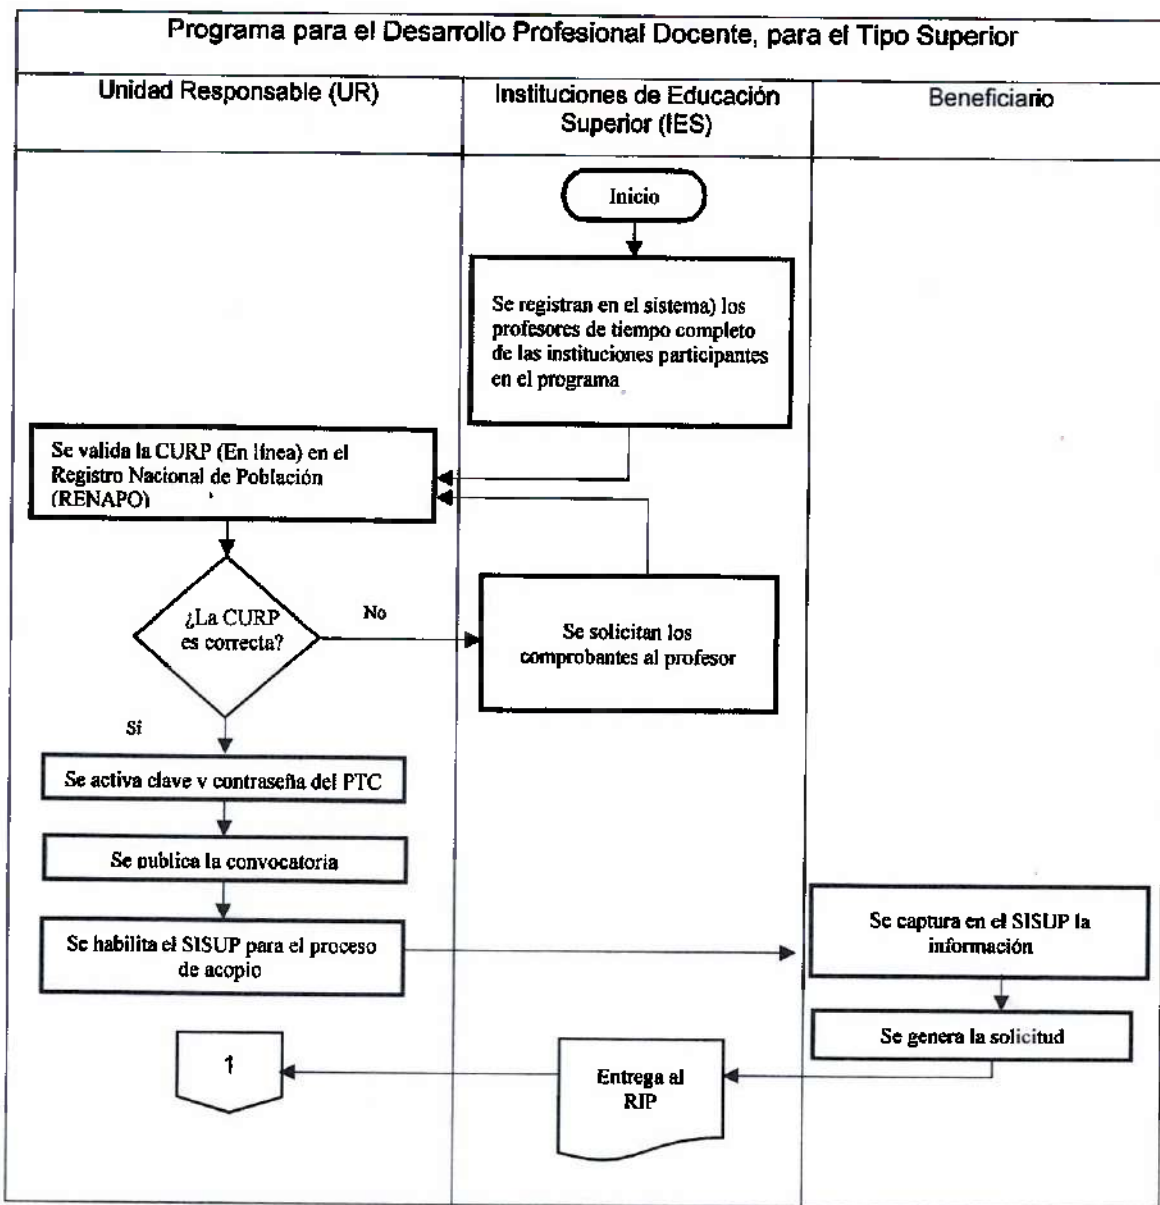 Programa para el Desarrollo Profesional Docente, para el Tipo Superior
Unidad Responsable (UR)
Instituciones de Educación
Superior (IES)
Beneficiario
Inicio
Se registran en el sistema) los
profesores de tiempo completo
de las instituciones participantes
en el programa
Se valida la CURP (En línea) en el
Registro Nacional de Población
(RENAPO)
¿La CURP
es correcta?
No
Se solicitan los
comprobantes al profesor
Sí
Se activa clave y contraseña del PTC
Se publica la convocatoria
Se habilita el SISUP para el proceso
de acopio
Se captura en el SISUP la
información
Se genera la solicitud
Entrega al
RIP
1